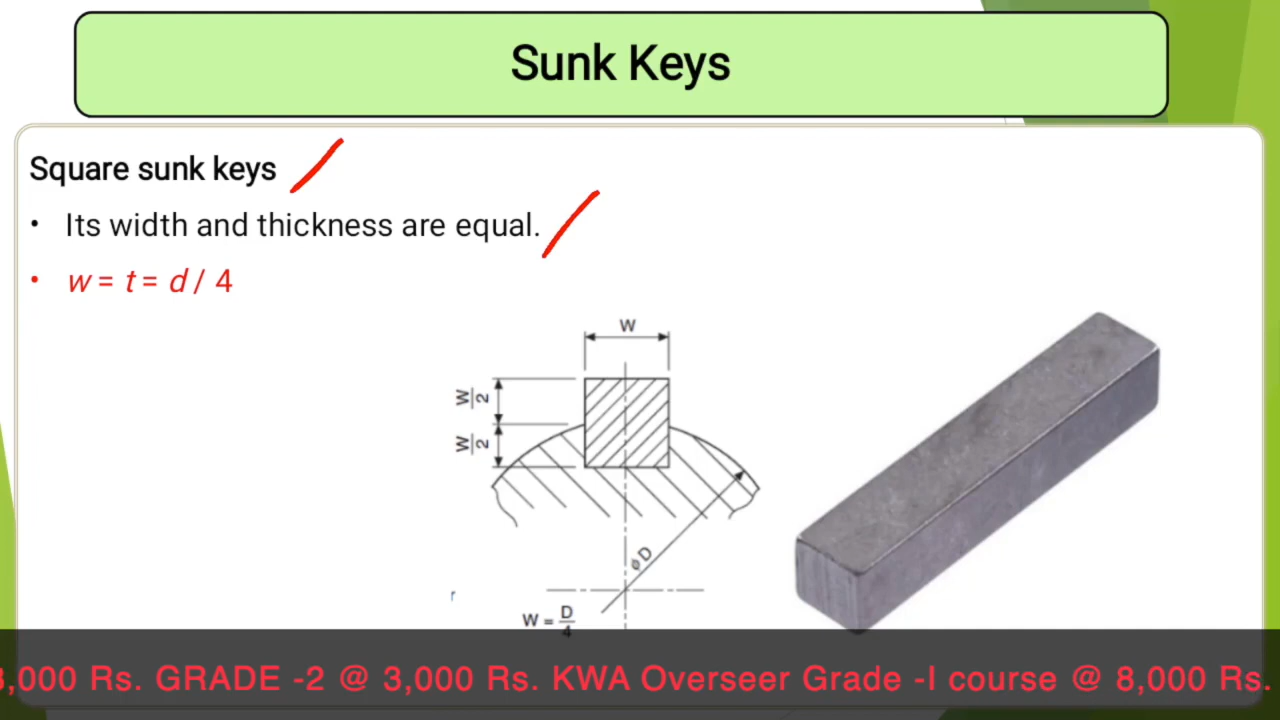 Sunk Keys
Square sunk keys
• Its width and thickness are equal.
• w = t = d / 4
W
W/2
W/2
φD
W = D/4
,000 Rs. GRADE -2 @ 3,000 Rs. KWA Overseer Grade -I course @ 8,000 Rs.